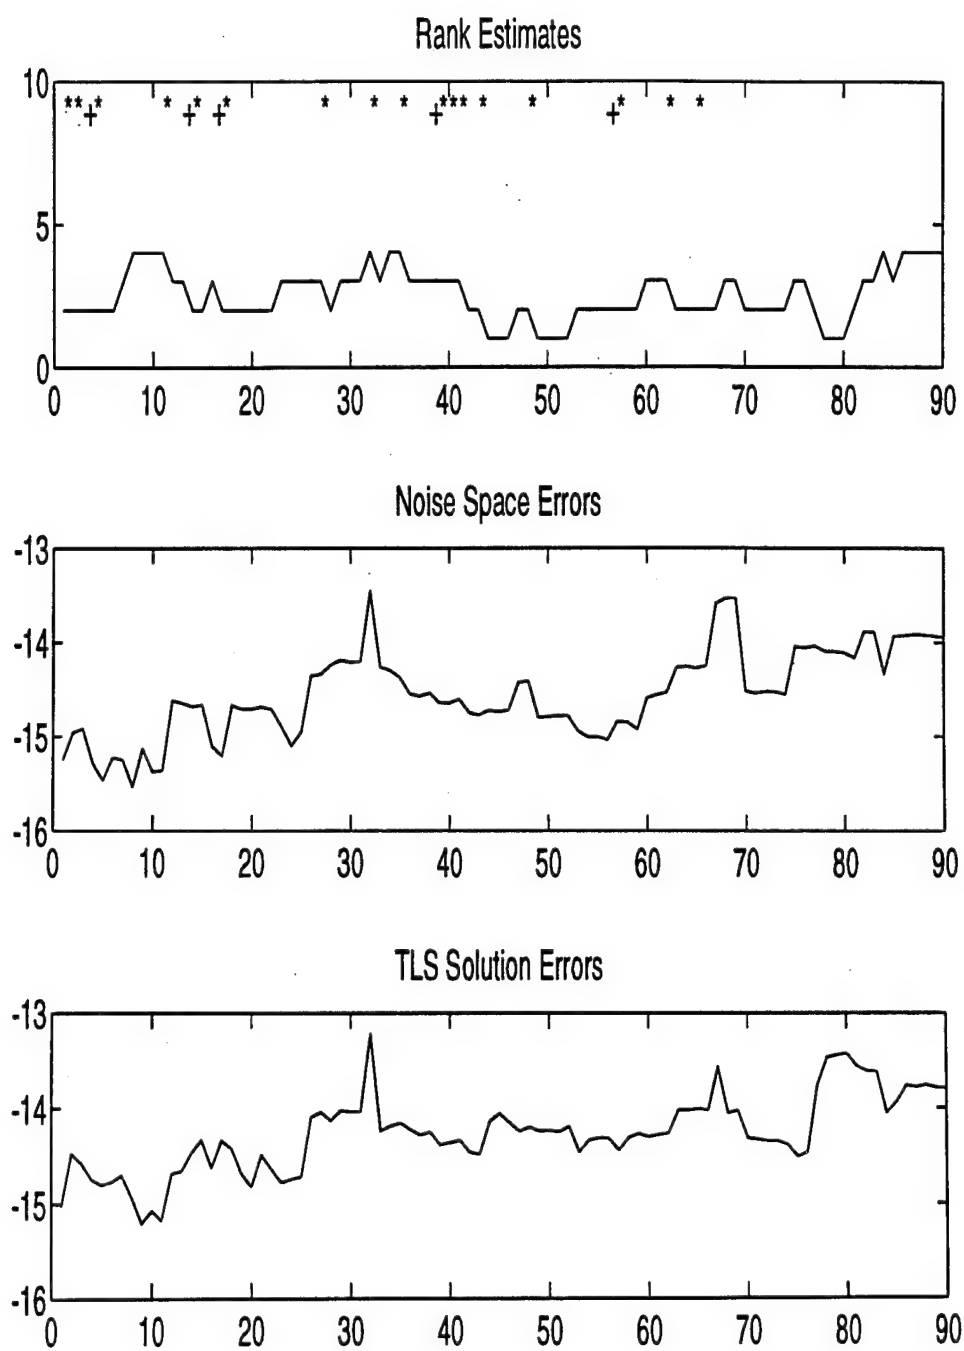 Rank Estimates
10
** * * * * * * * **** * * * * *
+ + + + +
5
0
0 10 20 30 40 50 60 70 80 90
Noise Space Errors
-13
-14
-15
-16
0 10 20 30 40 50 60 70 80 90
TLS Solution Errors
-13
-14
-15
-16
0 10 20 30 40 50 60 70 80 90